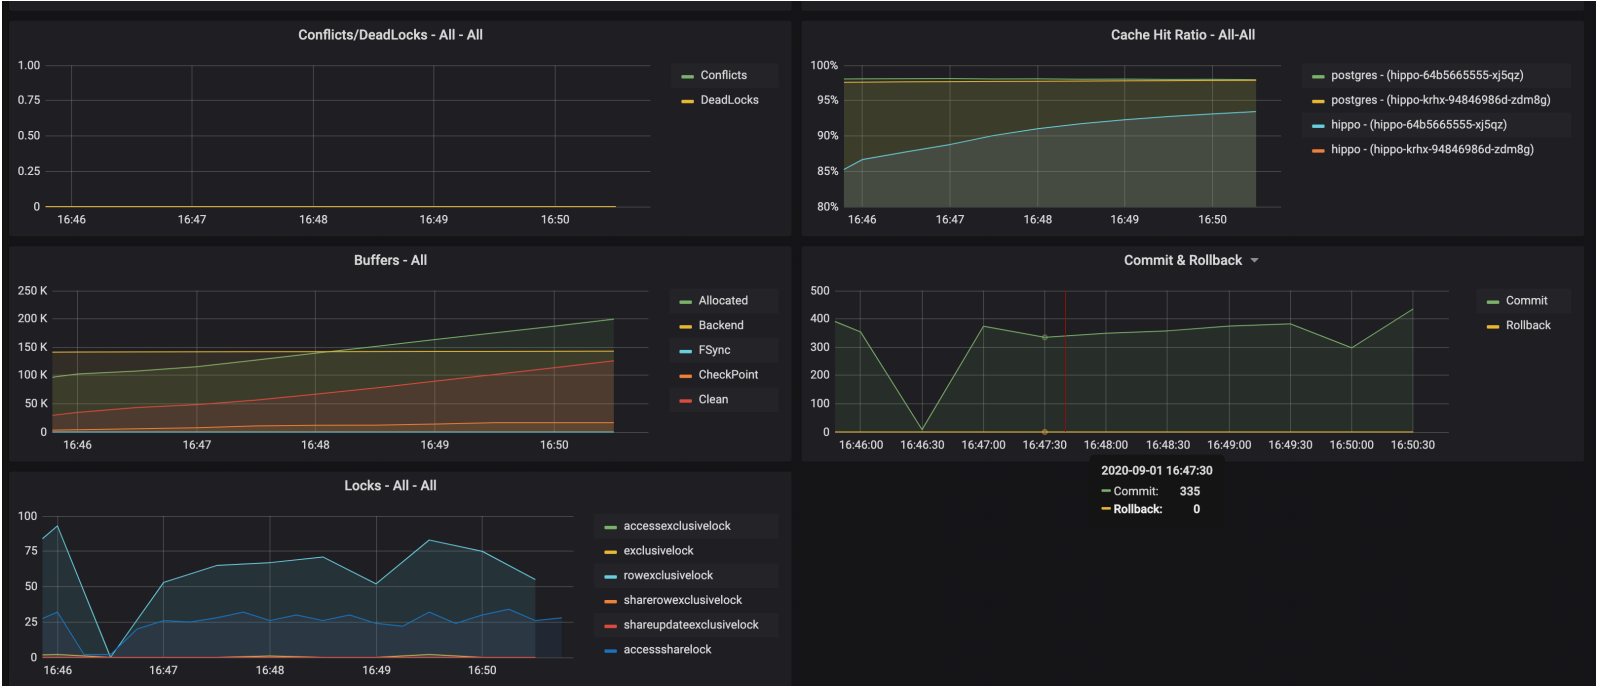 Conflicts/DeadLocks - All - All
1.00
0.75
0.50
0.25
0
16:46 16:47 16:48 16:49 16:50
Conflicts
DeadLocks
Cache Hit Ratio - All-All
100%
95%
90%
85%
80%
16:46 16:47 16:48 16:49 16:50
postgres - (hippo-64b5665555-xj5qz)
postgres - (hippo-krhx-94846986d-zdm8g)
hippo - (hippo-64b5665555-xj5qz)
hippo - (hippo-krhx-94846986d-zdm8g)
Buffers - All
250 K
200 K
150 K
100 K
50 K
0
16:46 16:47 16:48 16:49 16:50
Allocated
Backend
FSync
CheckPoint
Clean
Commit & Rollback
500
400
300
200
100
0
16:46:00 16:46:30 16:47:00 16:47:30 16:48:00 16:48:30 16:49:00 16:49:30 16:50:00 16:50:30
Commit
Rollback
2020-09-01 16:47:30
Commit: 335
Rollback: 0
Locks - All - All
100
75
50
25
0
16:46 16:47 16:48 16:49 16:50
accessexclusivelock
exclusivelock
rowexclusivelock
sharerowexclusivelock
shareupdateexclusivelock
accesssharelock